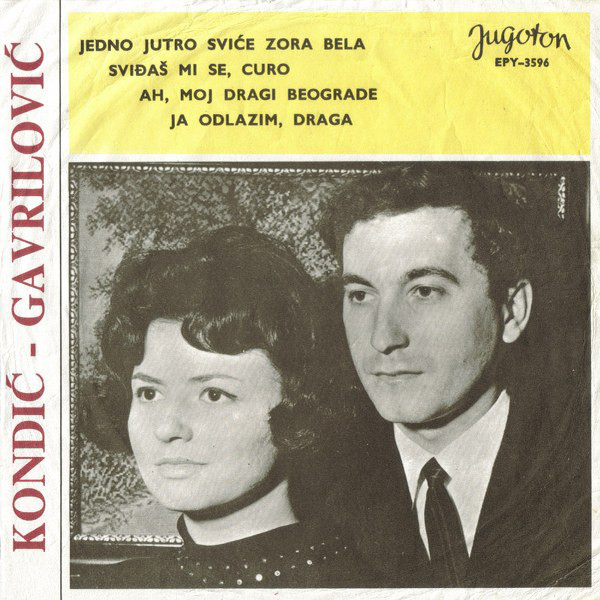 JEDNO JUTRO SVIĆE ZORA BELA
SVIĐAŠ MI SE, CURO
AH, MOJ DRAGI BEOGRADE
JA ODLAZIM, DRAGA
Jugoton
EPY-3596
KONDIĆ - GAVRILOVIĆ